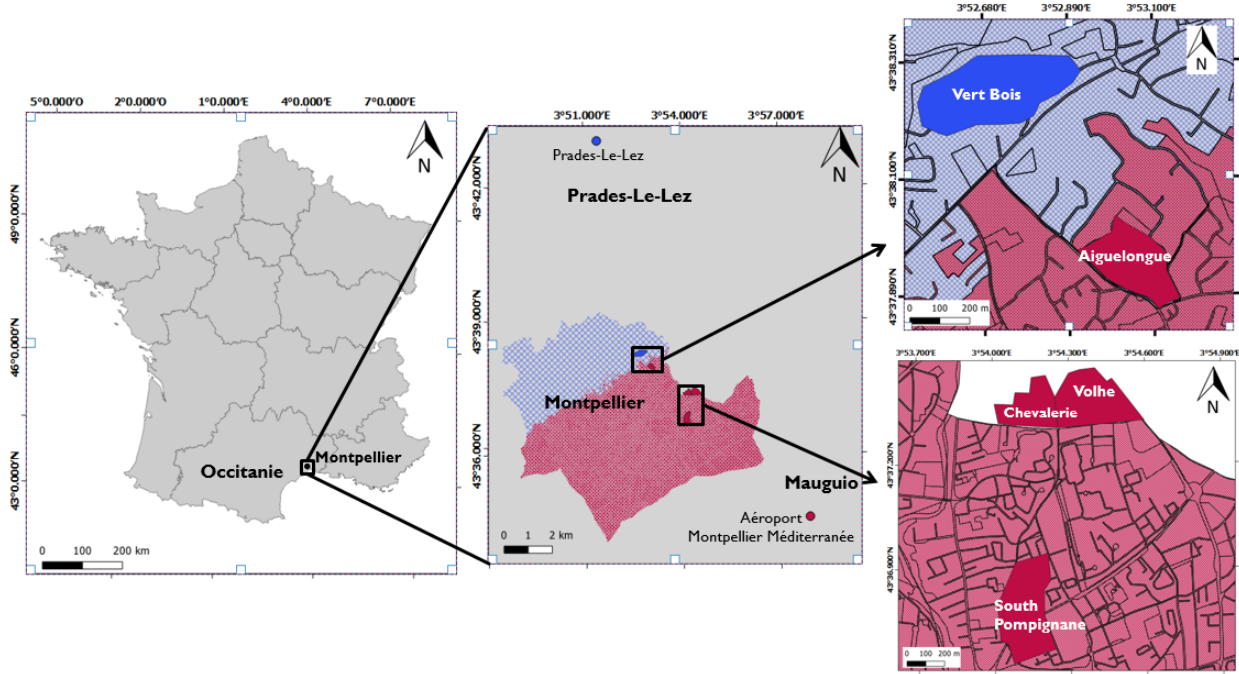 5°0.000'O 2°0.000'O 1°0.000'E 4°0.000'E 7°0.000'E
49°0.000'N
46°0.000'N
43°0.000'N
N
Occitanie
Montpellier
0 100 200 km
3°51.000'E 3°54.000'E 3°57.000'E
43°42.000'N
43°39.000'N
43°36.000'N
N
Prades-Le-Lez
Prades-Le-Lez
Montpellier
Mauguio
Aéroport
Montpellier Méditerranée
0 1 2 km
3°52.680'E 3°52.890'E 3°53.100'E
43°38.310'N
43°38.100'N
43°37.890'N
N
Vert Bois
Aiguelongue
0 100 200 m
3°53.700'E 3°54.000'E 3°54.300'E 3°54.600'E 3°54.900'E
43°37.200'N
43°36.900'N
N
Volhe
Chevalerie
South
Pompignane
0 100 200 m